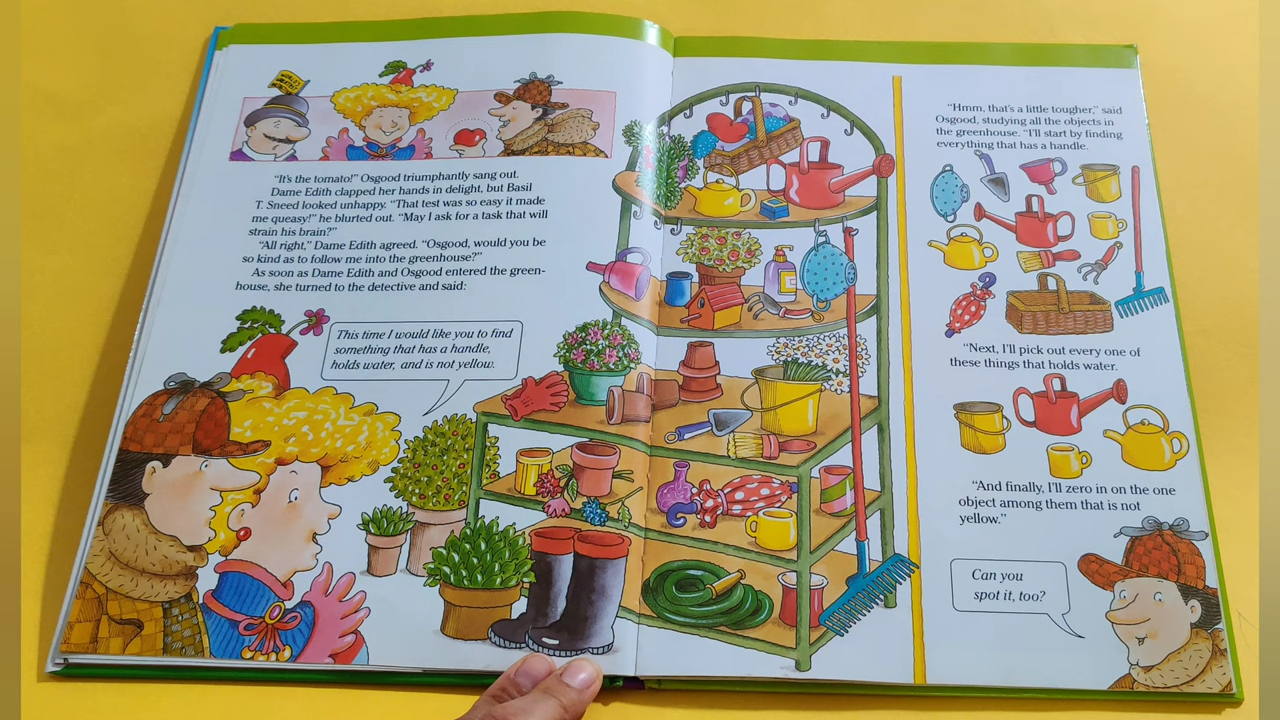 "It's the tomato!" Osgood triumphantly sang out.
Dame Edith clapped her hands in delight, but Basil
T. Sneed looked unhappy. "That test was so easy it made
me queasy!" he blurted out. "May I ask for a task that will
strain his brain?"
"All right," Dame Edith agreed. "Osgood, would you be
so kind as to follow me into the greenhouse?"
As soon as Dame Edith and Osgood entered the green-
house, she turned to the detective and said:
This time I would like you to find
something that has a handle,
holds water, and is not yellow.
"Hmm, that's a little tougher," said
Osgood, studying all the objects in
the greenhouse. "I'll start by finding
everything that has a handle.
"Next, I'll pick out every one of
these things that holds water.
"And finally, I'll zero in on the one
object among them that is not
yellow."
Can you
spot it, too?